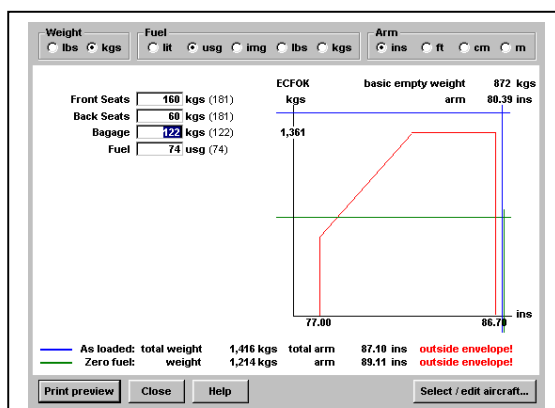 Weight Fuel Arm
lbs kgs lit usg img lbs kgs ins ft cm m
ECFOK basic empty weight 872 kgs
kgs arm 80.39 ins
Front Seats 160 kgs (181)
Back Seats 60 kgs (181)
Bagage 122 kgs (122)
Fuel 74 usg (74)
1,361
ins
77.00 86.70
As loaded: total weight 1,416 kgs total arm 87.10 ins outside envelope!
Zero fuel: weight 1,214 kgs arm 89.11 ins outside envelope!
Print preview Close Help Select / edit aircraft...